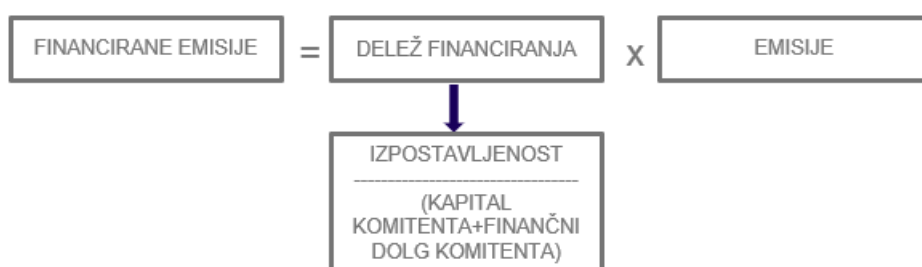 FINANCIRANE EMISIJE = DELEŽ FINANCIRANJA x EMISIJE
IZPOSTAVLJENOST
--------------------------------
(KAPITAL
KOMITENTA+FINANČNI
DOLG KOMITENTA)